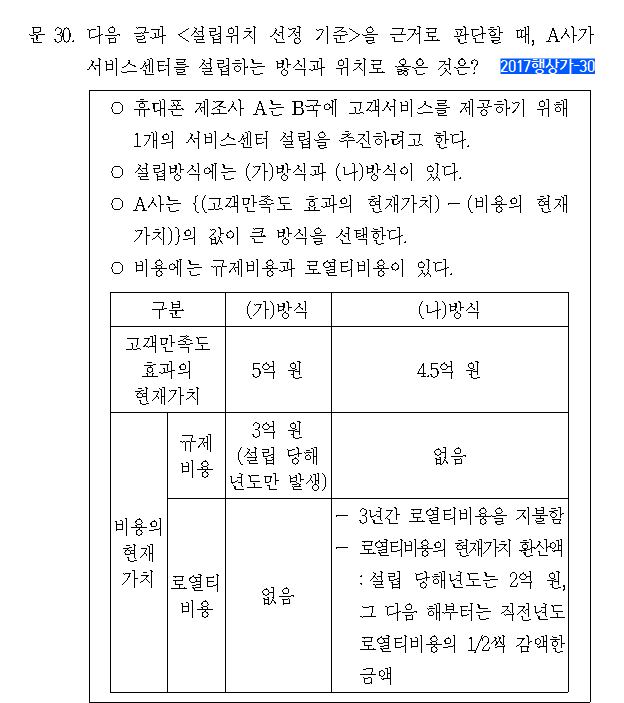 문 30. 다음 글과 <설립위치 선정 기준>을 근거로 판단할 때, A사가
서비스센터를 설립하는 방식과 위치로 옳은 것은? 2017행상가-30
○ 휴대폰 제조사 A는 B국에 고객서비스를 제공하기 위해
1개의 서비스센터 설립을 추진하려고 한다.
○ 설립방식에는 (가)방식과 (나)방식이 있다.
○ A사는 {(고객만족도 효과의 현재가치) - (비용의 현재
가치)}의 값이 큰 방식을 선택한다.
○ 비용에는 규제비용과 로열티비용이 있다.
구분 (가)방식 (나)방식
고객만족도
효과의
현재가치
5억 원
4.5억 원
비용의
현재
가치
규제
비용
3억 원
(설립 당해
년도만 발생)
없음
로열티
비용
없음
- 3년간 로열티비용을 지불함
- 로열티비용의 현재가치 환산액
: 설립 당해년도는 2억 원,
그 다음 해부터는 직전년도
로열티비용의 1/2씩 감액한
금액